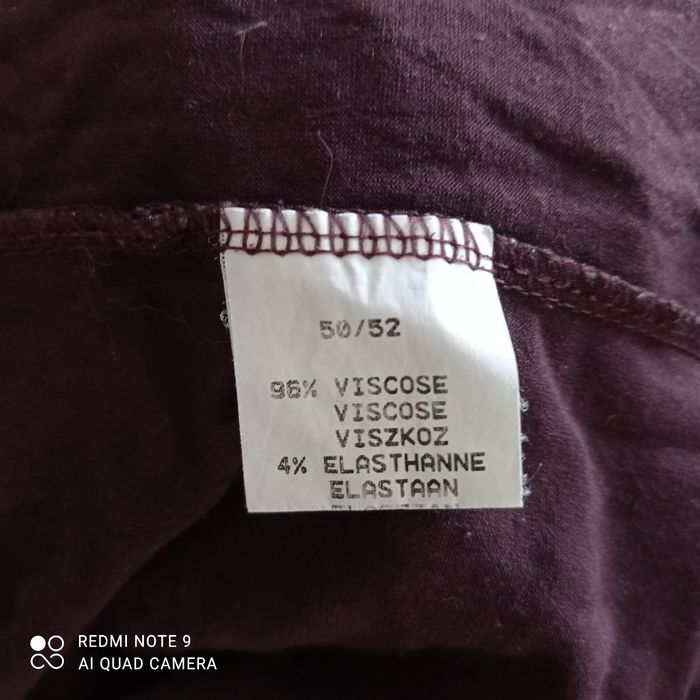 50/52
96% VISCOSE
VISCOSE
VISZKOZ
4% ELASTHANNE
ELASTAAN
REDMI NOTE 9
AI QUAD CAMERA